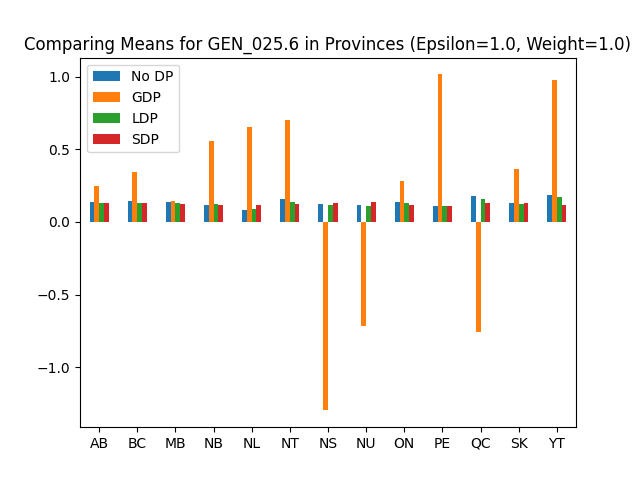 Comparing Means for GEN_025.6 in Provinces (Epsilon=1.0, Weight=1.0)
No DP
GDP
LDP
SDP
1.0
0.5
0.0
−0.5
−1.0
AB BC MB NB NL NT NS NU ON PE QC SK YT